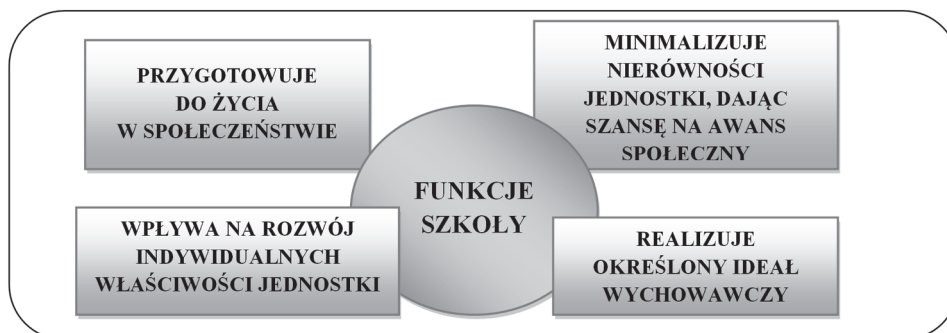 PRZYGOTOWUJE
DO ŻYCIA
W SPOŁECZEŃSTWIE
MINIMALIZUJE
NIERÓWNOŚCI
JEDNOSTKI, DAJĄC
SZANSĘ NA AWANS
SPOŁECZNY
FUNKCJE
SZKOŁY
WPŁYWA NA ROZWÓJ
INDYWIDUALNYCH
WŁAŚCIWOŚCI JEDNOSTKI
REALIZUJE
OKREŚLONY IDEAŁ
WYCHOWAWCZY